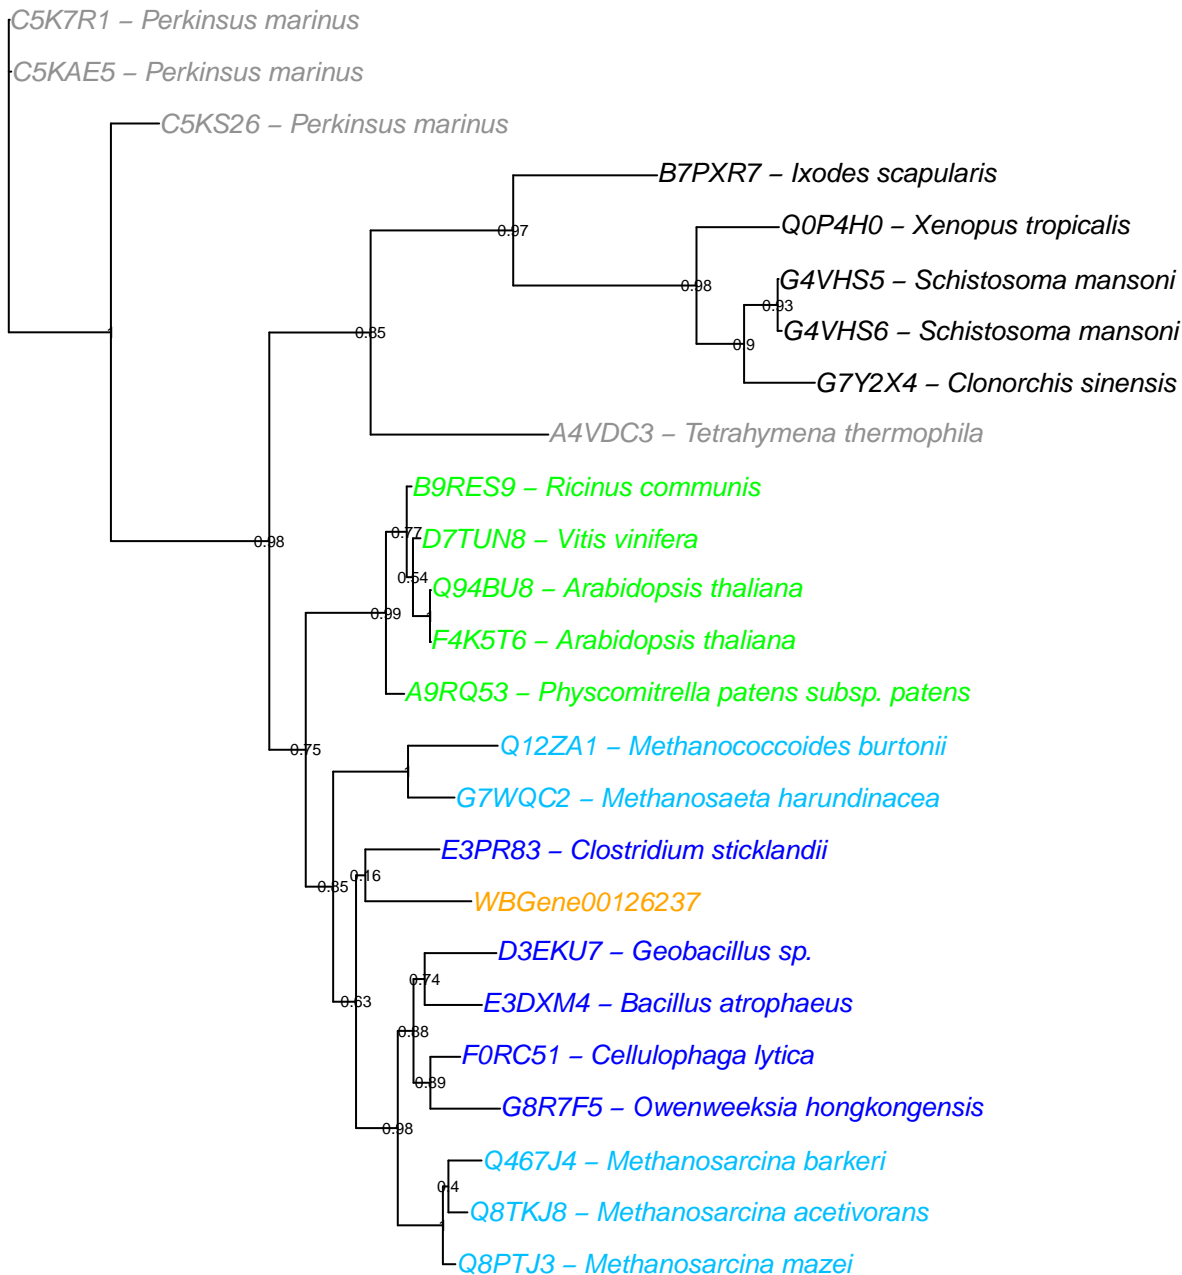 C5K7R1 – Perkinsus marinus
C5KAE5 – Perkinsus marinus
C5KS26 – Perkinsus marinus
B7PXR7 – Ixodes scapularis
Q0P4H0 – Xenopus tropicalis
0.97
G4VHS5 – Schistosoma mansoni
0.98
0.93
G4VHS6 – Schistosoma mansoni
1
0.85
0.9
G7Y2X4 – Clonorchis sinensis
A4VDC3 – Tetrahymena thermophila
B9RES9 – Ricinus communis
0.77
D7TUN8 – Vitis vinifera
0.98
0.54
Q94BU8 – Arabidopsis thaliana
0.99
1
F4K5T6 – Arabidopsis thaliana
A9RQ53 – Physcomitrella patens subsp. patens
0.75
Q12ZA1 – Methanococcoides burtonii
1
G7WQC2 – Methanosaeta harundinacea
E3PR83 – Clostridium sticklandii
0.16
0.85
WBGene00126237
D3EKU7 – Geobacillus sp.
0.74
0.63
E3DXM4 – Bacillus atrophaeus
0.88
F0RC51 – Cellulophaga lytica
0.89
G8R7F5 – Owenweeksia hongkongensis
0.98
Q467J4 – Methanosarcina barkeri
0.4
Q8TKJ8 – Methanosarcina acetivorans
1
Q8PTJ3 – Methanosarcina mazei